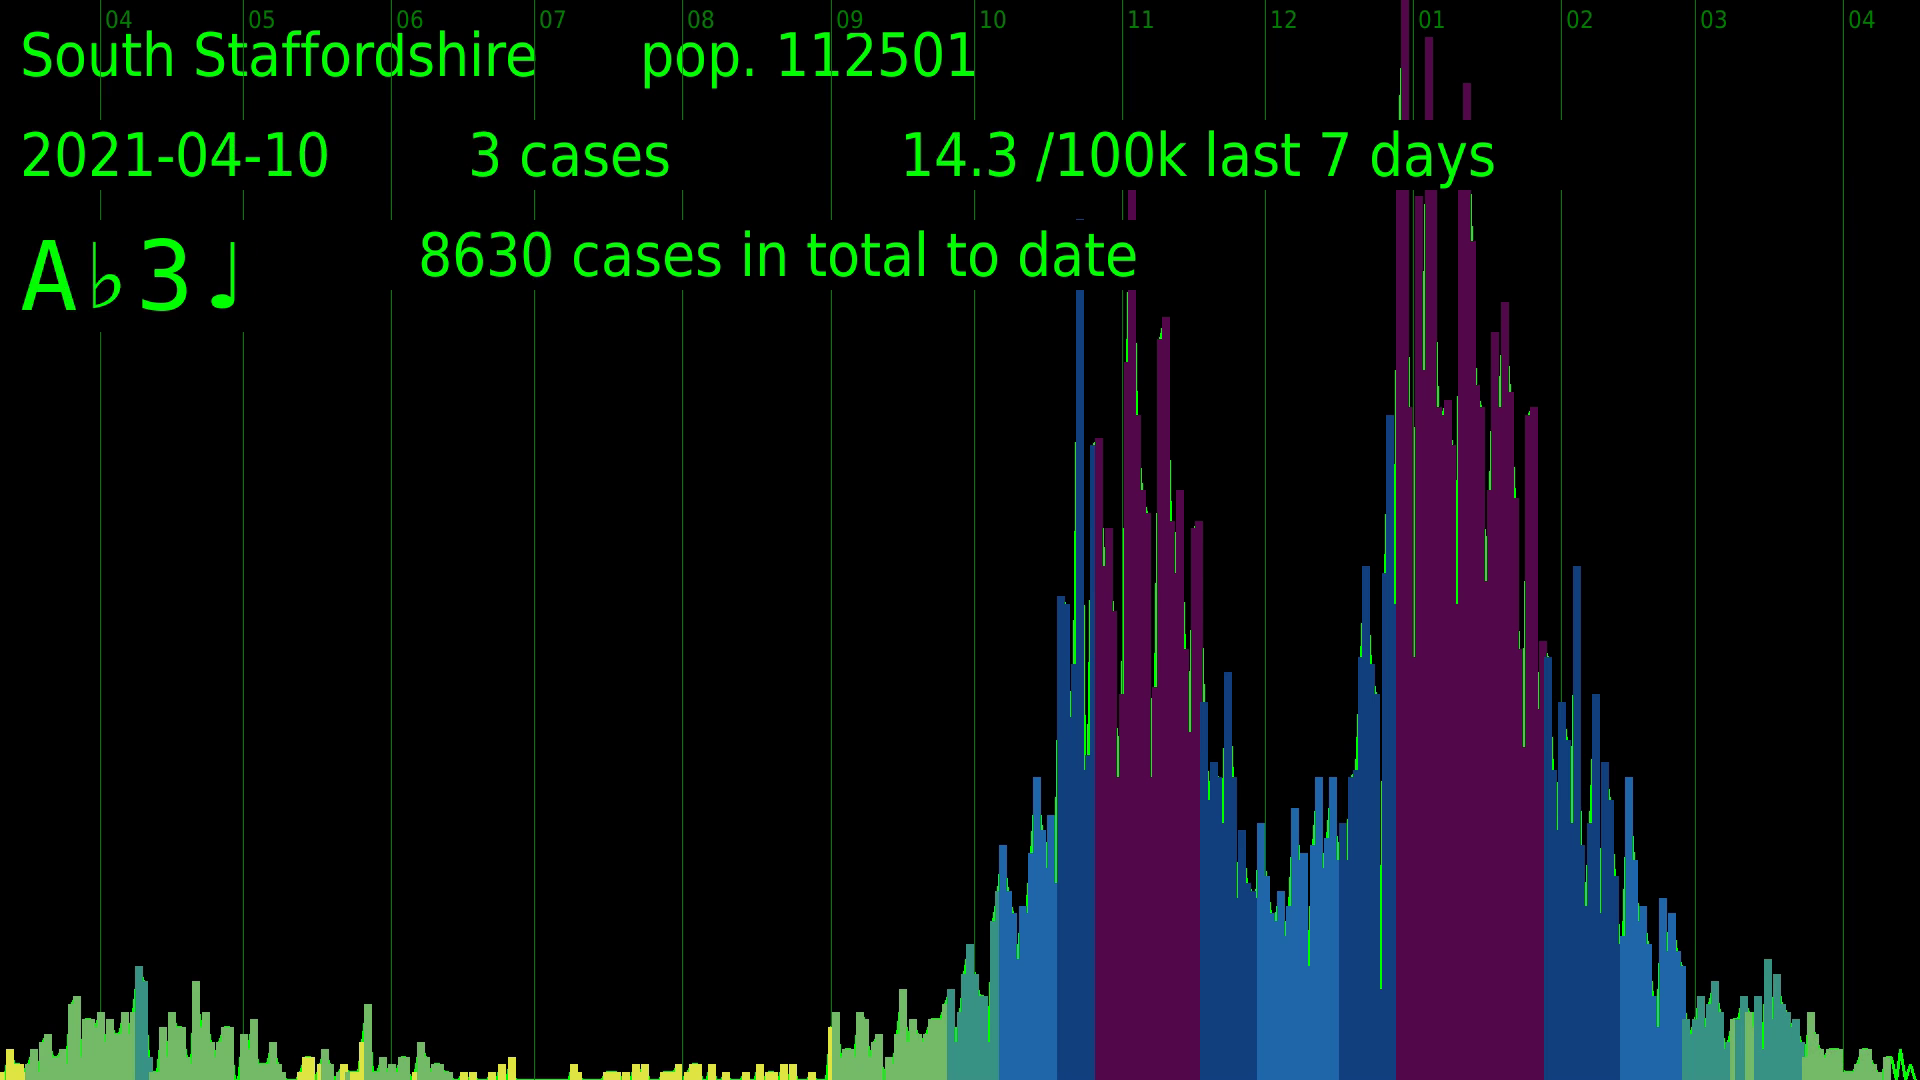 04 05 06 07 08 09 10 11 12 01 02 03 04
South Staffordshire pop. 112501
2021-04-10 3 cases 14.3 /100k last 7 days
A♭3♩ 8630 cases in total to date